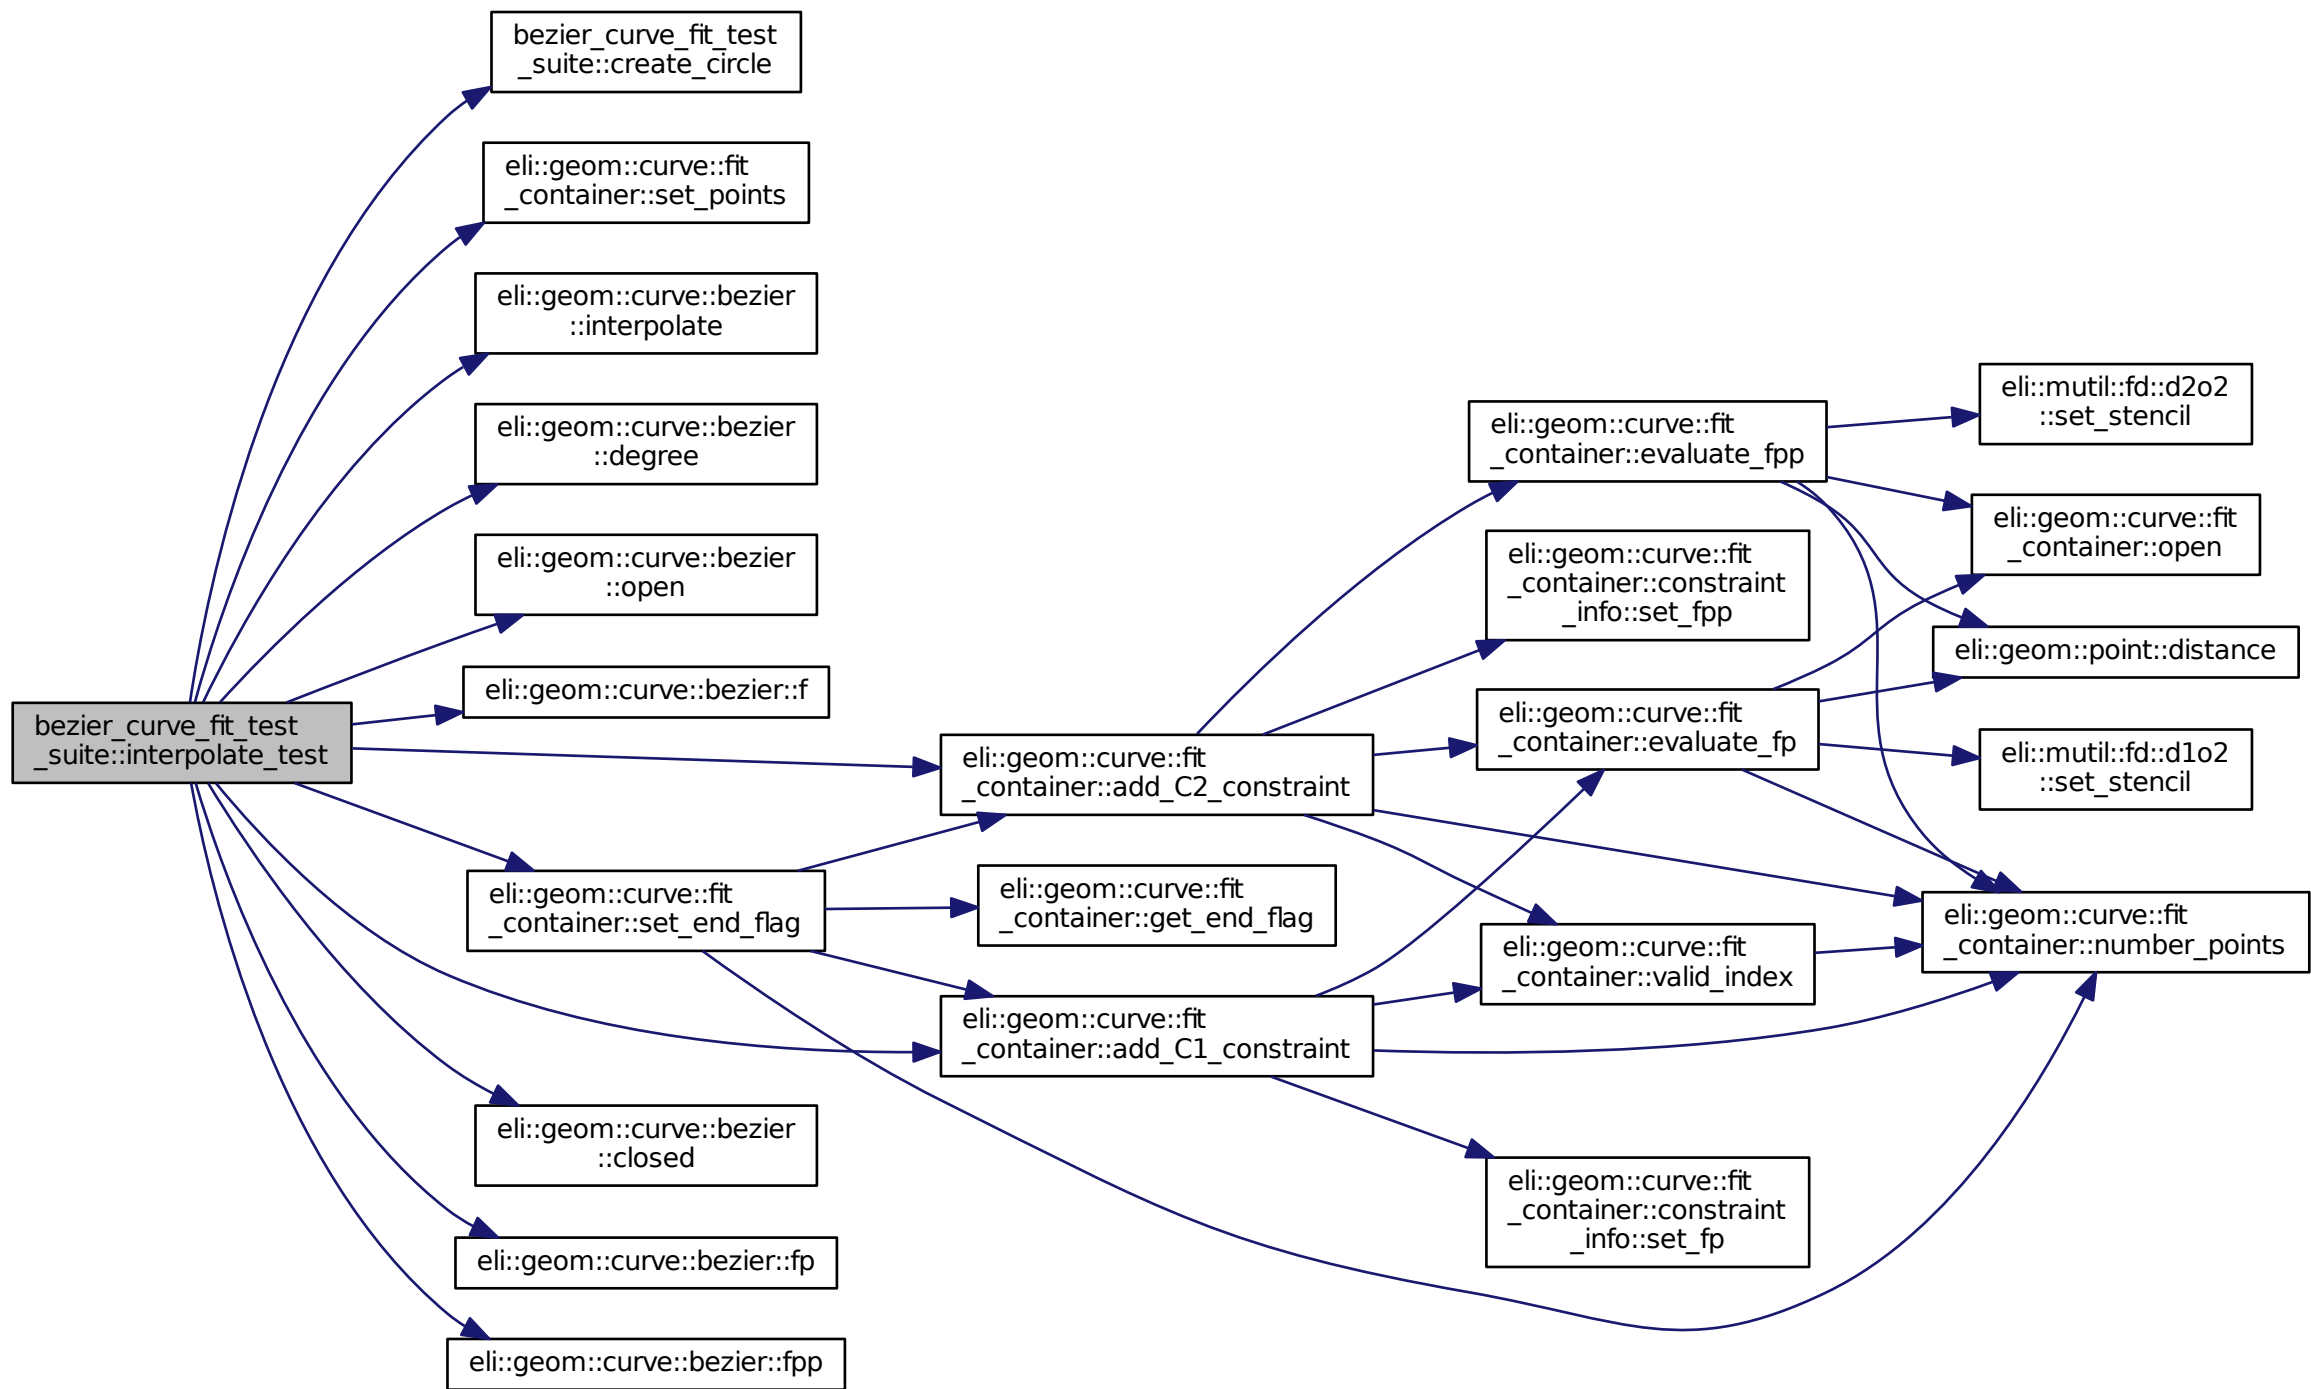 bezier_curve_fit_test
_suite::interpolate_test
bezier_curve_fit_test
_suite::create_circle
eli::geom::curve::fit
_container::set_points
eli::geom::curve::bezier
::interpolate
eli::geom::curve::bezier
::degree
eli::geom::curve::bezier
::open
eli::geom::curve::bezier::f
eli::geom::curve::fit
_container::set_end_flag
eli::geom::curve::bezier
::closed
eli::geom::curve::bezier::fp
eli::geom::curve::bezier::fpp
eli::geom::curve::fit
_container::add_C2_constraint
eli::geom::curve::fit
_container::get_end_flag
eli::geom::curve::fit
_container::add_C1_constraint
eli::geom::curve::fit
_container::evaluate_fpp
eli::geom::curve::fit
_container::constraint
_info::set_fpp
eli::geom::curve::fit
_container::evaluate_fp
eli::geom::curve::fit
_container::valid_index
eli::geom::curve::fit
_container::constraint
_info::set_fp
eli::mutil::fd::d2o2
::set_stencil
eli::geom::curve::fit
_container::open
eli::geom::point::distance
eli::mutil::fd::d1o2
::set_stencil
eli::geom::curve::fit
_container::number_points